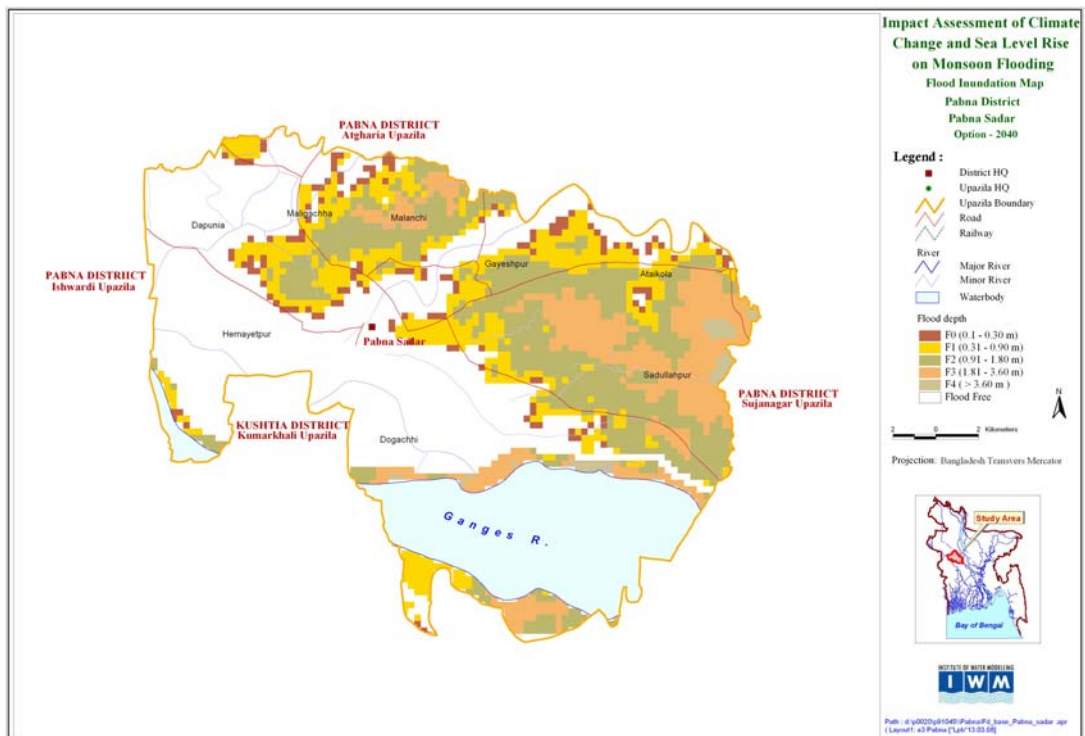 Impact Assessment of Climate
Change and Sea Level Rise
on Monsoon Flooding
Flood Inundation Map
Pabna District
Pabna Sadar
Option - 2040
Legend :
District HQ
Upazila HQ
Upazila Boundary
Road
Railway
River
Major River
Minor River
Waterbody
Flood depth
F0 (0.1 - 0.30 m)
F1 (0.31 - 0.90 m)
F2 (0.91 - 1.80 m)
F3 (1.81 - 3.60 m)
F4 ( > 3.60 m )
Flood Free
N
2 0 2 Kilometers
Projection: Bangladesh Transvers Mercator
Study Area
Bay of Bengal
INSTITUTE OF WATER MODELLING
IWM
PABNA DISTRIICT
Atgharia Upazila
Dapunia
Maligachha
Malanchi
Gayeshpur
Ataikola
PABNA DISTRIICT
Ishwardi Upazila
Hemayetpur
Pabna Sadar
Sadullahpur
PABNA DISTRIICT
Sujanagar Upazila
KUSHTIA DISTRIICT
Kumarkhali Upazila
Dogachhi
Ganges R.